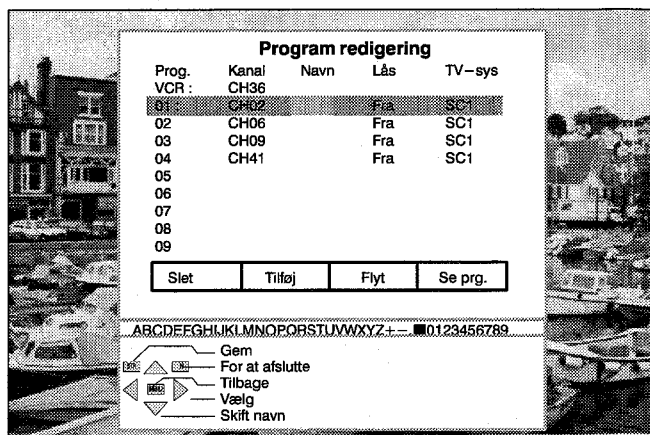 Program redigering
Prog. Kanal Navn Lås TV-sys
VCR : CH36
01 : CH02 Fra SC1
02 CH06 Fra SC1
03 CH09 Fra SC1
04 CH41 Fra SC1
05
06
07
08
09
Slet Tilføj Flyt Se prg.
ABCDEFGHIJKLMNOPQRSTUVWXYZ+-. ■0123456789
Gem
For at afslutte
Tilbage
Vælg
Skift navn